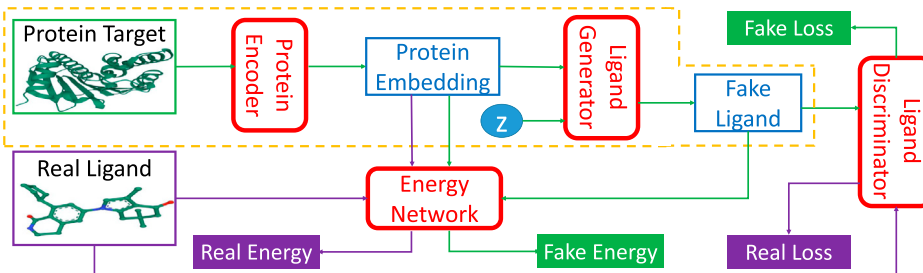 Protein Target
Protein
Encoder
Protein
Embedding
Ligand
Generator
z
Fake
Ligand
Fake Loss
Ligand
Discriminator
Real Ligand
Energy
Network
Real Energy
Fake Energy
Real Loss